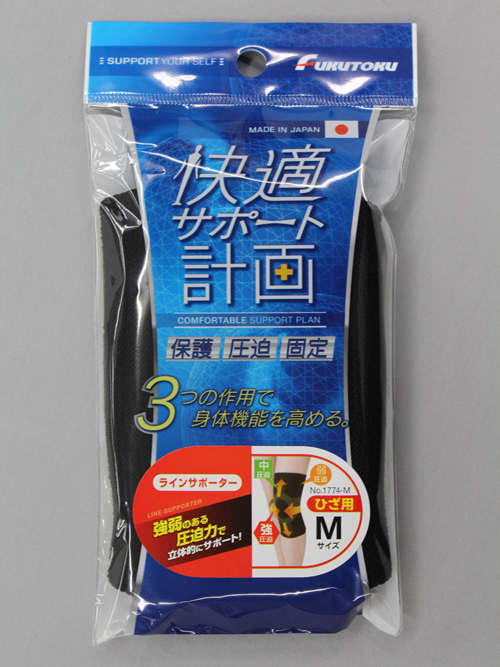 SUPPORT YOUR SELF
FUKUTOKU
MADE IN JAPAN
快適
サポート
計画
COMFORTABLE SUPPORT PLAN
保護 圧迫 固定
3つの作用で
身体機能を高める。
ラインサポーター
LINE-SUPPORTER
強弱のある
圧迫力で
立体的にサポート!
中
圧迫
弱
圧迫
強
圧迫
No.1774-M
ひざ用
M
サイズ